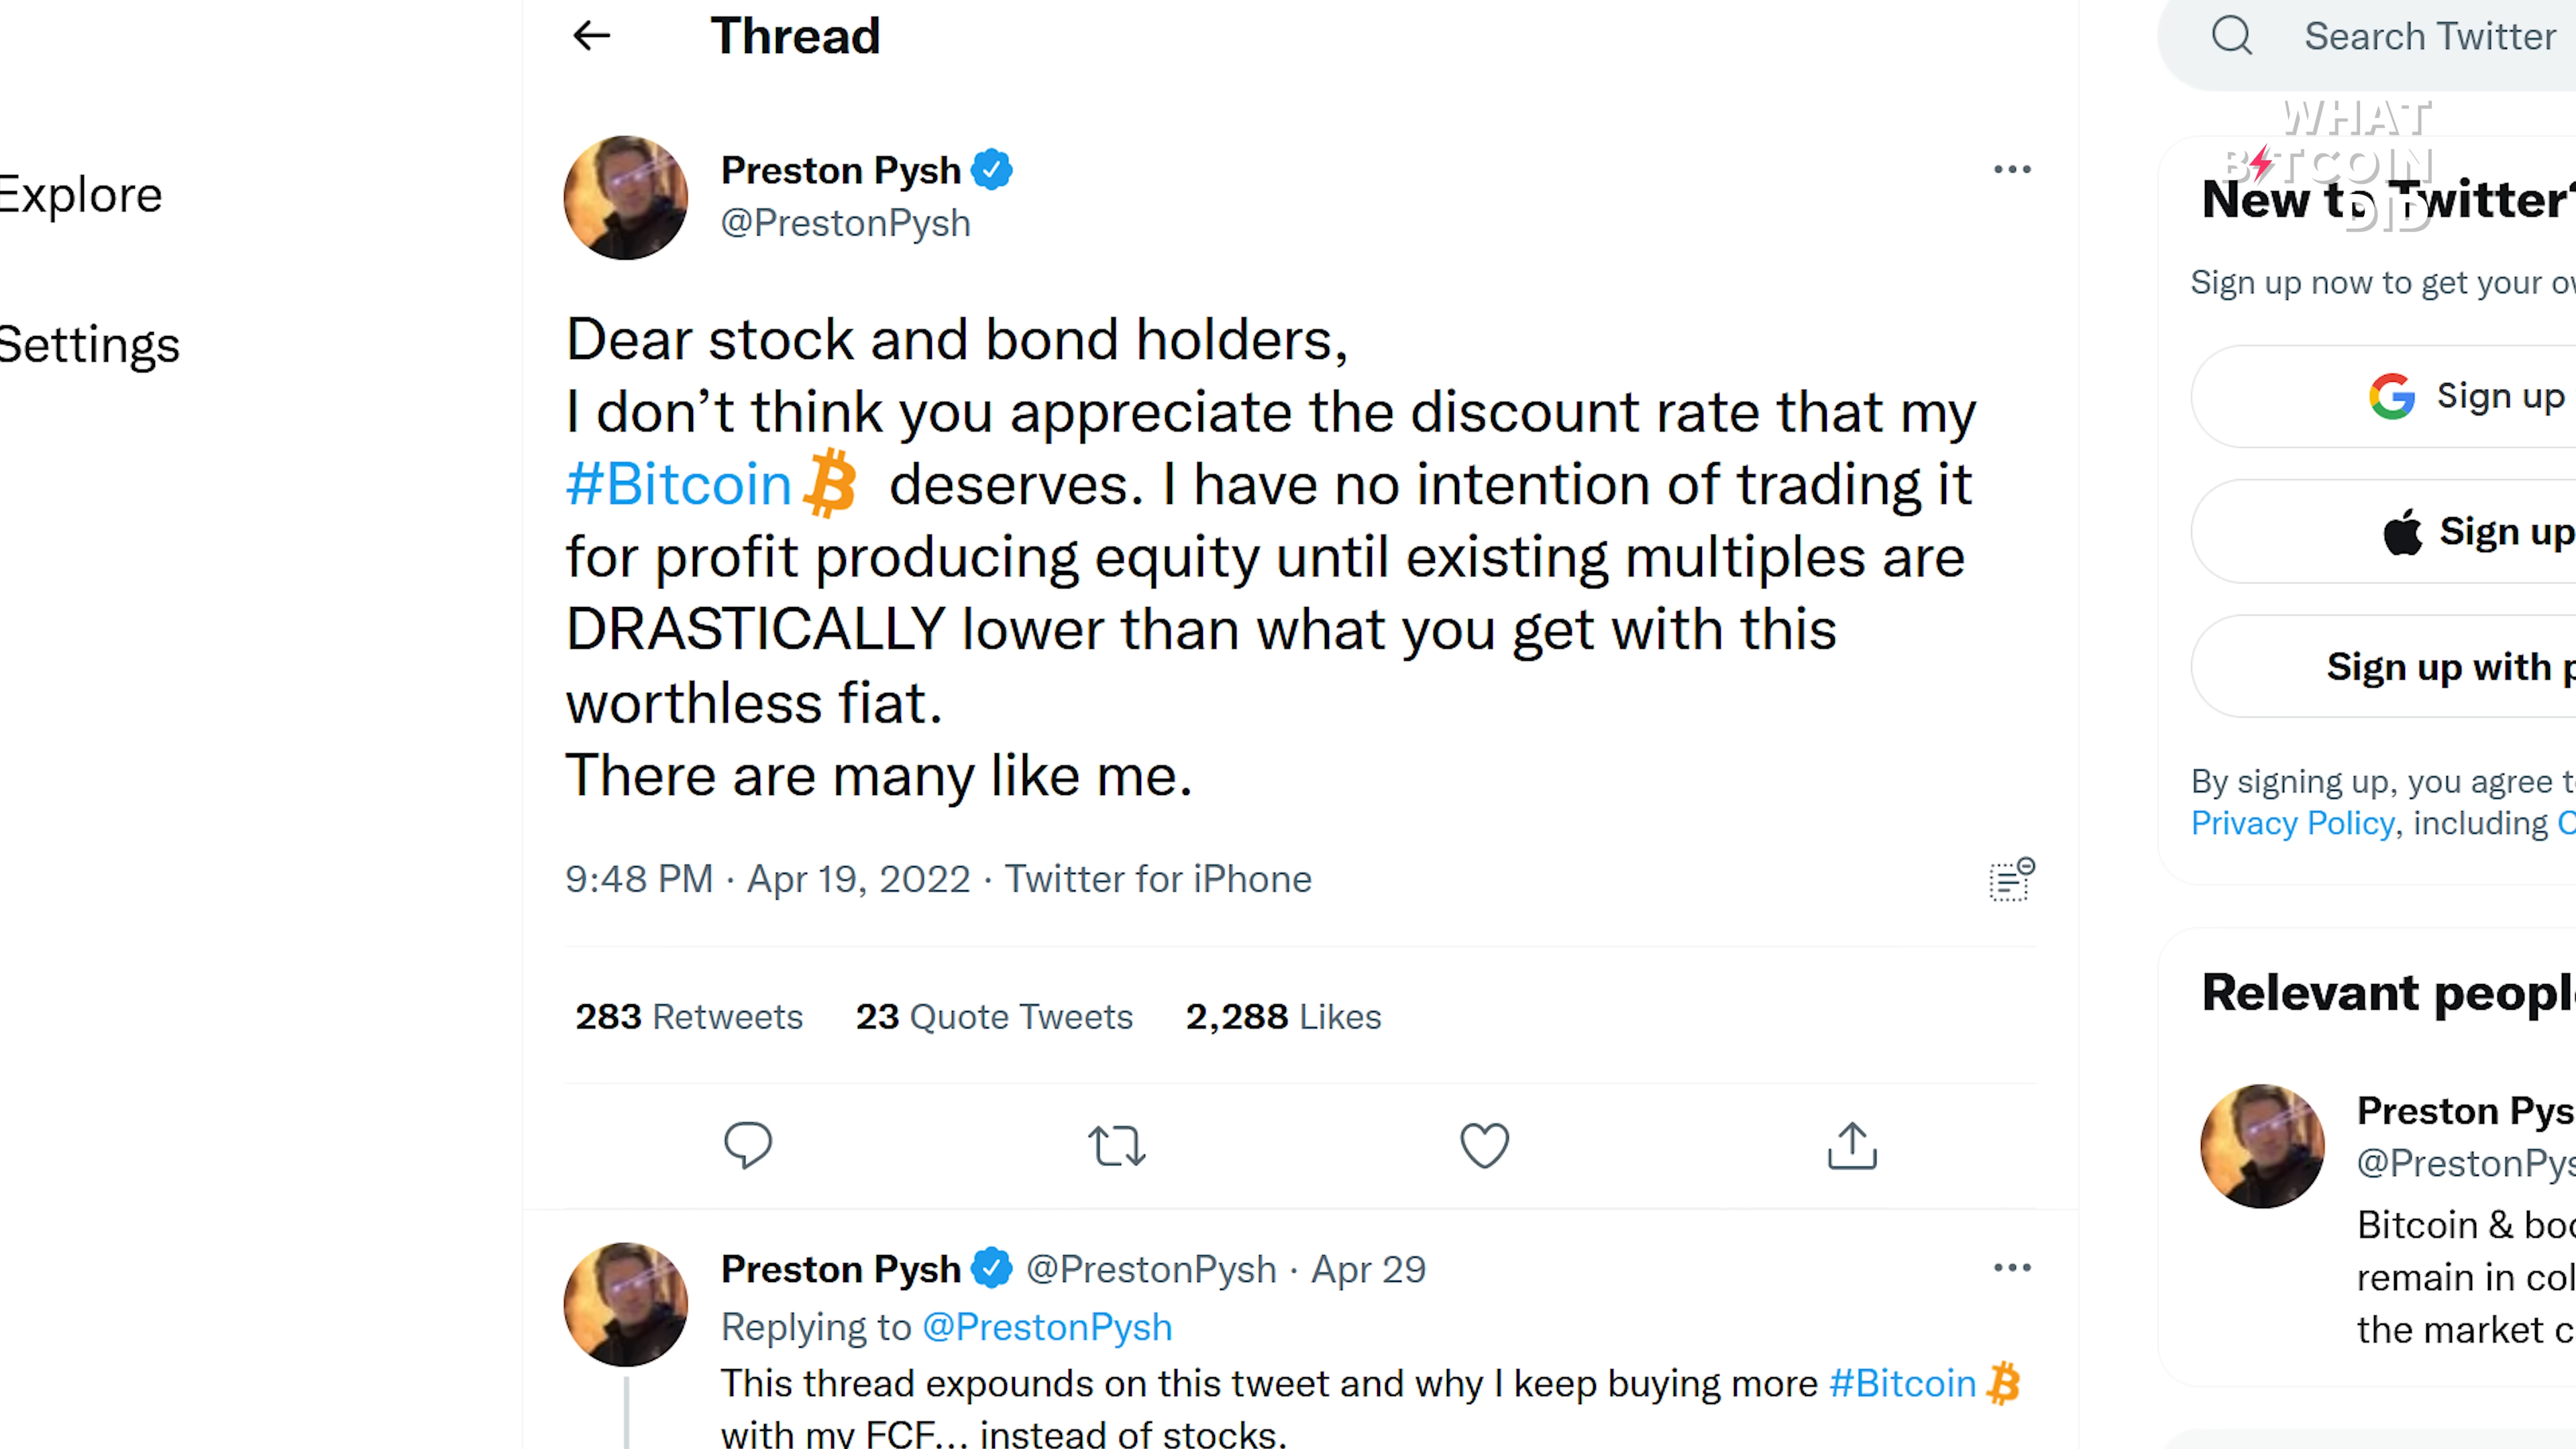 Thread
Search Twitter
Explore
Settings
Preston Pysh
@PrestonPysh
Dear stock and bond holders,
I don’t think you appreciate the discount rate that my
#Bitcoin deserves. I have no intention of trading it
for profit producing equity until existing multiples are
DRASTICALLY lower than what you get with this
worthless fiat.
There are many like me.
9:48 PM · Apr 19, 2022 · Twitter for iPhone
283 Retweets 23 Quote Tweets 2,288 Likes
Preston Pysh @PrestonPysh · Apr 29
Replying to @PrestonPysh
This thread expounds on this tweet and why I keep buying more #Bitcoin
with my FCF... instead of stocks.
WHAT
BITCOIN
DID
New to Twitter?
Sign up now to get your
Sign up
Sign up
Sign up with
By signing up, you agree
Privacy Policy, including
Relevant
Preston
Bitcoin &
remain in
the market